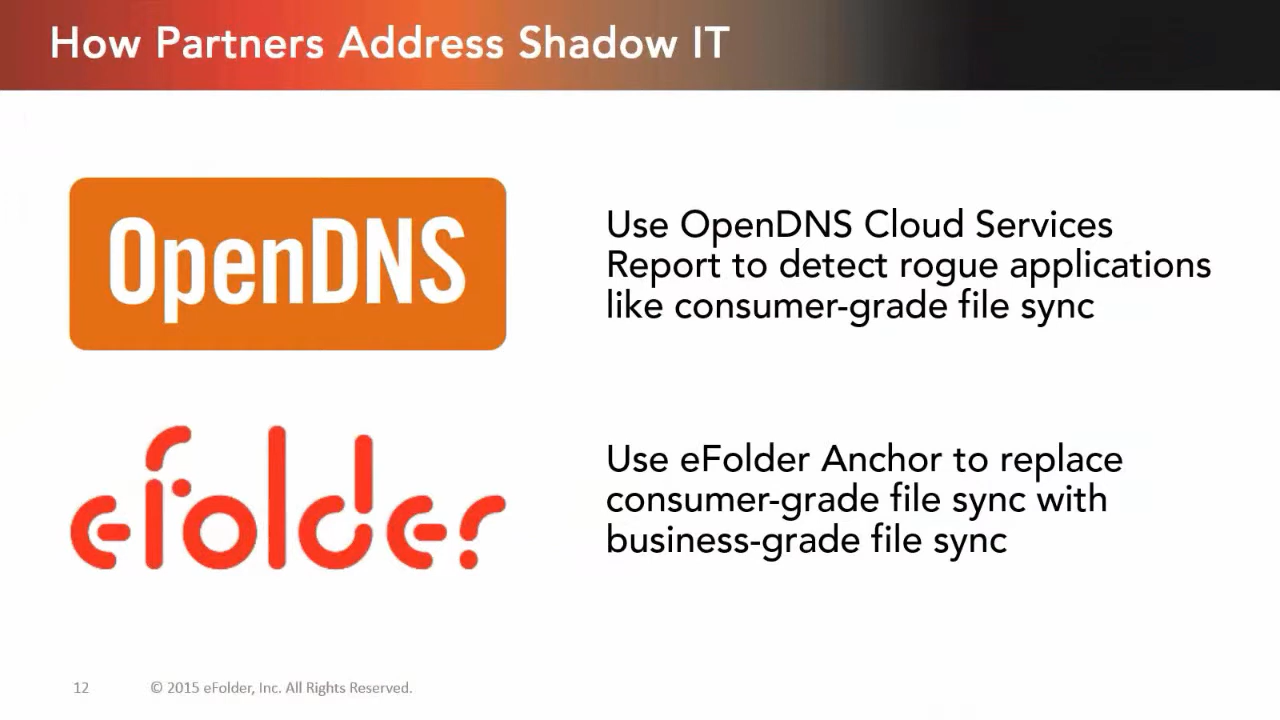 How Partners Address Shadow IT
OpenDNS
Use OpenDNS Cloud Services
Report to detect rogue applications
like consumer-grade file sync
eFolder
Use eFolder Anchor to replace
consumer-grade file sync with
business-grade file sync
12
© 2015 eFolder, Inc. All Rights Reserved.